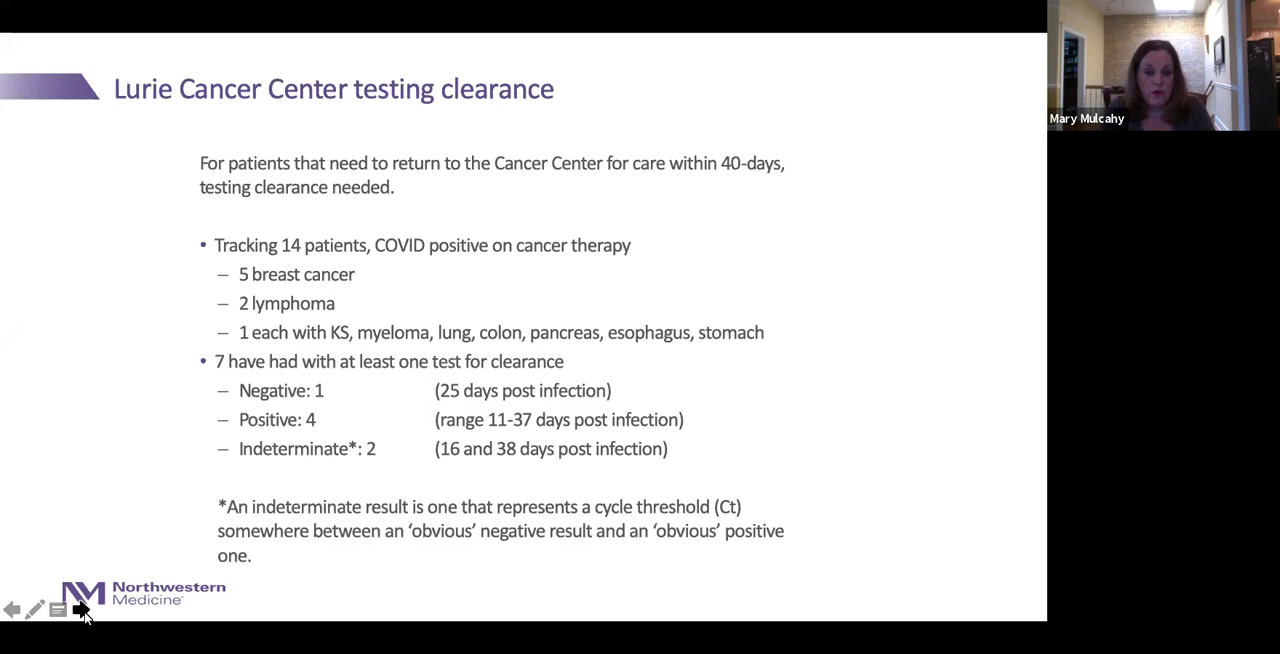 Lurie Cancer Center testing clearance
For patients that need to return to the Cancer Center for care within 40-days,
testing clearance needed.
• Tracking 14 patients, COVID positive on cancer therapy
– 5 breast cancer
– 2 lymphoma
– 1 each with KS, myeloma, lung, colon, pancreas, esophagus, stomach
• 7 have had with at least one test for clearance
– Negative: 1 (25 days post infection)
– Positive: 4 (range 11-37 days post infection)
– Indeterminate*: 2 (16 and 38 days post infection)
*An indeterminate result is one that represents a cycle threshold (Ct)
somewhere between an ‘obvious’ negative result and an ‘obvious’ positive
one.
NM Northwestern
Medicine
Mary Mulcahy